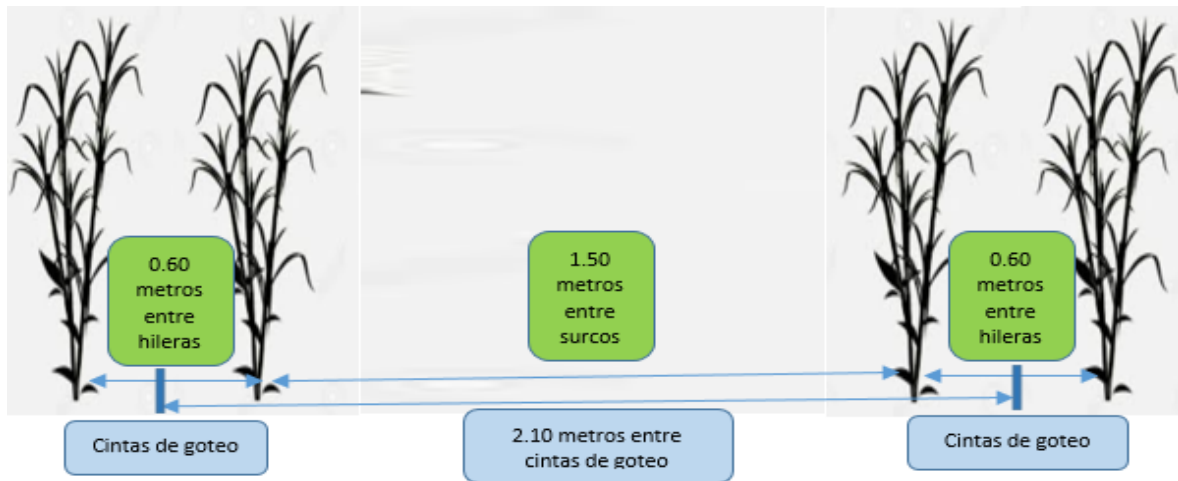 0.60
metros
entre
hileras
1.50
metros
entre
surcos
0.60
metros
entre
hileras
Cintas de goteo
2.10 metros entre
cintas de goteo
Cintas de goteo